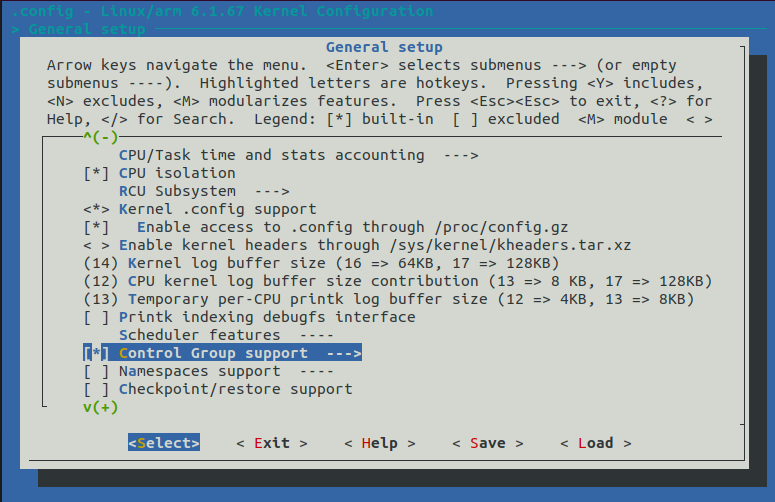 .config - Linux/arm 6.1.67 Kernel Configuration
> General setup
General setup
Arrow keys navigate the menu.  <Enter> selects submenus ---> (or empty
submenus ----).  Highlighted letters are hotkeys.  Pressing <Y> includes,
<N> excludes, <M> modularizes features.  Press <Esc><Esc> to exit, <?> for
Help, </> for Search.  Legend: [*] built-in  [ ] excluded  <M> module  < >
^(-)
CPU/Task time and stats accounting  --->
[*] CPU isolation
RCU Subsystem  --->
<*> Kernel .config support
[*]   Enable access to .config through /proc/config.gz
< > Enable kernel headers through /sys/kernel/kheaders.tar.xz
(14) Kernel log buffer size (16 => 64KB, 17 => 128KB)
(12) CPU kernel log buffer size contribution (13 => 8 KB, 17 => 128KB)
(13) Temporary per-CPU printk log buffer size (12 => 4KB, 13 => 8KB)
[ ] Printk indexing debugfs interface
Scheduler features  ----
[*] Control Group support  --->
[ ] Namespaces support  ----
[ ] Checkpoint/restore support
v(+)
<Select>    < Exit >    < Help >    < Save >    < Load >